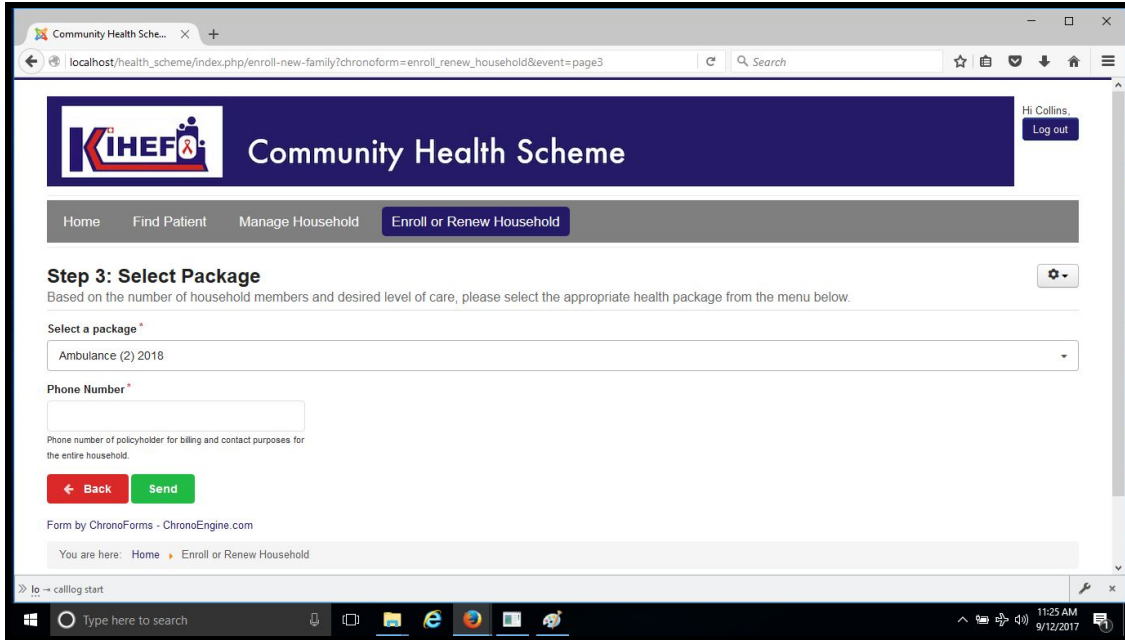 Community Health Sche...
localhost/health_scheme/index.php/enroll-new-family?chronoform=enroll_renew_household&event=page3
Search
KiHEFO
Community Health Scheme
Hi Collins,
Log out
Home Find Patient Manage Household Enroll or Renew Household
Step 3: Select Package
Based on the number of household members and desired level of care, please select the appropriate health package from the menu below.
Select a package *
Ambulance (2) 2018
Phone Number *
Phone number of policyholder for billing and contact purposes for
the entire household.
Back Send
Form by ChronoForms - ChronoEngine.com
You are here: Home Enroll or Renew Household
lo → calllog start
Type here to search
11:25 AM
9/12/2017
1